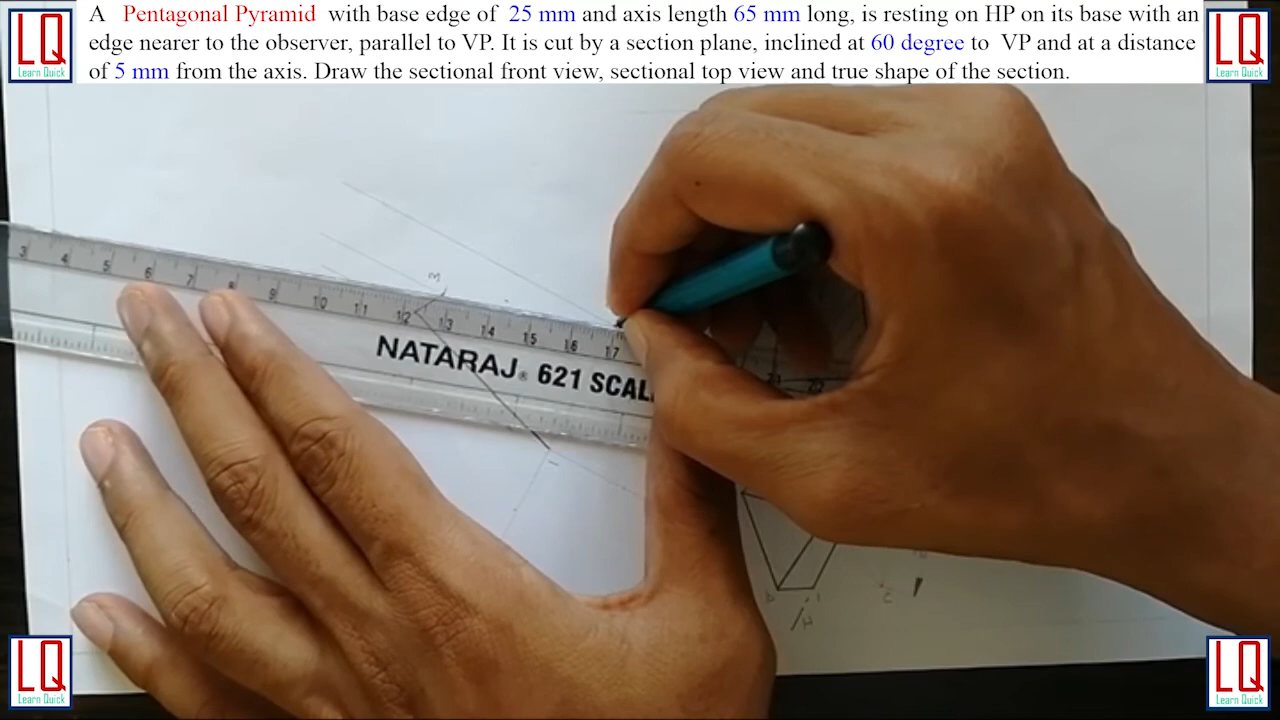 A Pentagonal Pyramid with base edge of 25 mm and axis length 65 mm long, is resting on HP on its base with an
edge nearer to the observer, parallel to VP. It is cut by a section plane, inclined at 60 degree to VP and at a distance
of 5 mm from the axis. Draw the sectional front view, sectional top view and true shape of the section.
LQ
Learn Quick
LQ
Learn Quick
3 4 5 6 7 8 9 10 11 12 13 14 15 16 17
3
NATARAJ® 621 SCAL
1
LQ
Learn Quick
LQ
Learn Quick